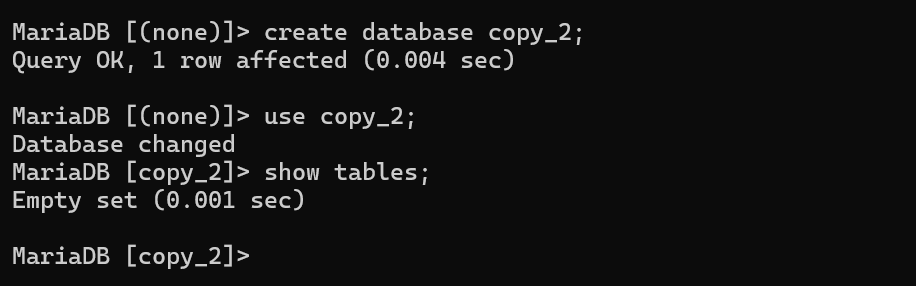 MariaDB [(none)]> create database copy_2;
Query OK, 1 row affected (0.004 sec)
MariaDB [(none)]> use copy_2;
Database changed
MariaDB [copy_2]> show tables;
Empty set (0.001 sec)
MariaDB [copy_2]>